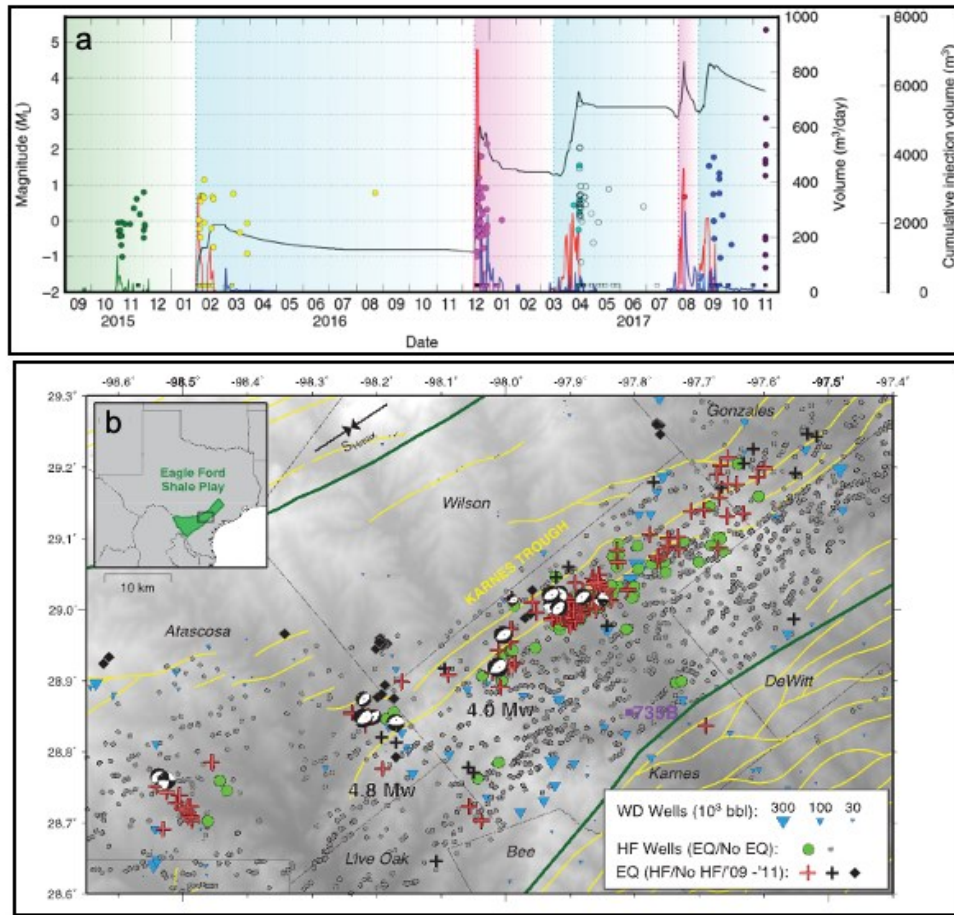 a
5
4
3
2
1
0
−1
−2
Magnitude (M_L)
1000
800
600
400
200
0
Volume (m³/day)
8000
6000
4000
2000
0
Cumulative injection volume (m³)
09 10 11 12 01 02 03 04 05 06 07 08 09 10 11 12 01 02 03 04 05 06 07 08 09 10 11
2015 2016 2017
Date
-98.6° -98.5° -98.4° -98.3° -98.2° -98.1° -98.0° -97.9° -97.8° -97.7° -97.6° -97.5° -97.4°
29.3°
29.2°
29.1°
29.0°
28.9°
28.8°
28.7°
28.6°
b
Eagle Ford
Shale Play
10 km
S_Hmax
Gonzales
Wilson
KARNES TROUGH
Atascosa
DeWitt
735B
4.0 Mw
Karnes
4.8 Mw
Live Oak
Bee
WD Wells (10³ bbl): 300 100 30
HF Wells (EQ/No EQ):
EQ (HF/No HF/'09 -'11):